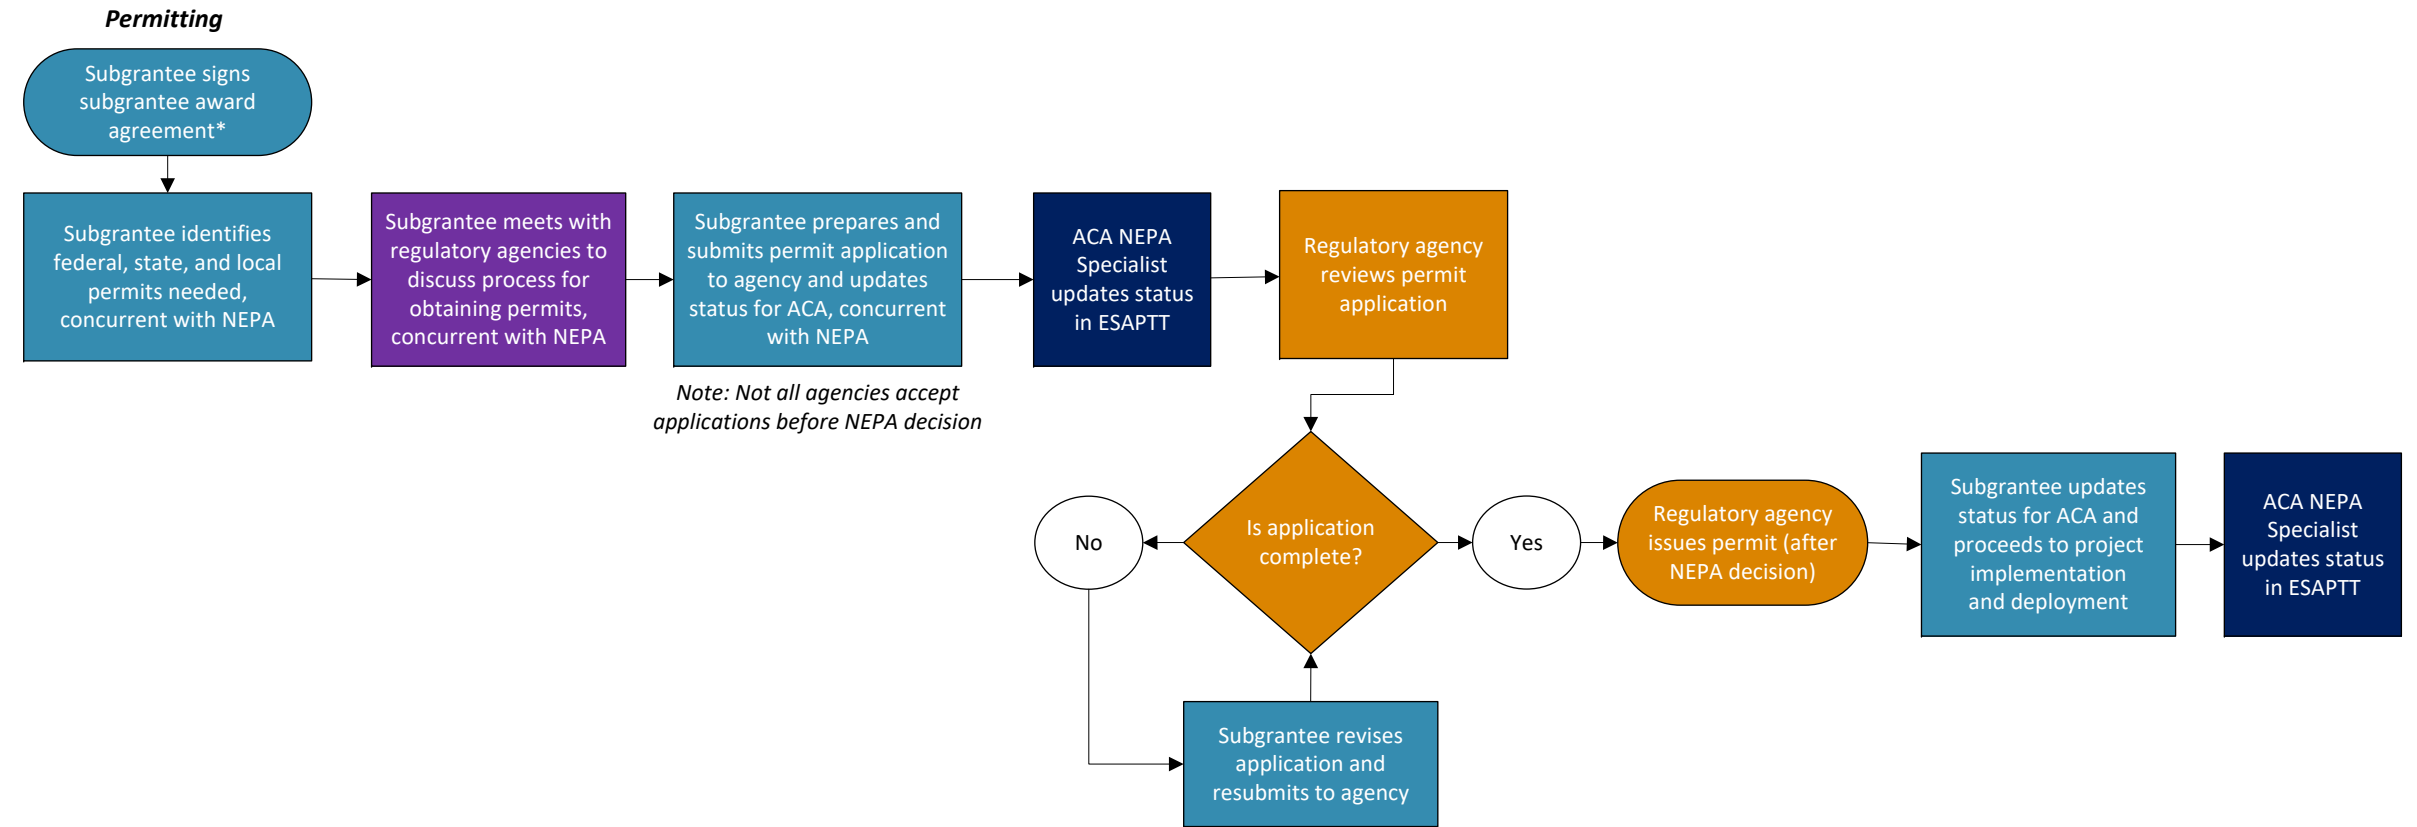 Permitting
Subgrantee signs
subgrantee award
agreement*
Subgrantee identifies
federal, state, and local
permits needed,
concurrent with NEPA
Subgrantee meets with
regulatory agencies to
discuss process for
obtaining permits,
concurrent with NEPA
Subgrantee prepares and
submits permit application
to agency and updates
status for ACA, concurrent
with NEPA
Note: Not all agencies accept
applications before NEPA decision
ACA NEPA
Specialist
updates status
in ESAPTT
Regulatory agency
reviews permit
application
Is application
complete?
No
Yes
Subgrantee revises
application and
resubmits to agency
Regulatory agency
issues permit (after
NEPA decision)
Subgrantee updates
status for ACA and
proceeds to project
implementation
and deployment
ACA NEPA
Specialist
updates status
in ESAPTT